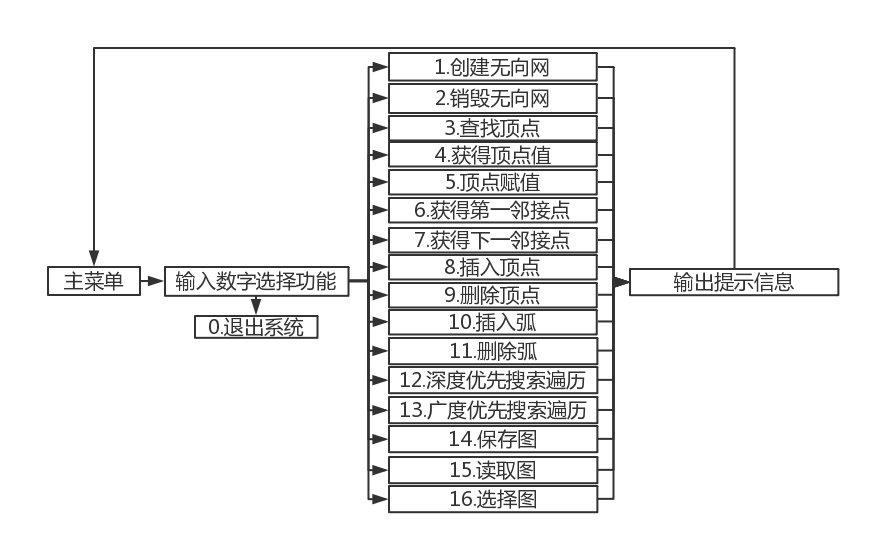 主菜单
输入数字选择功能
0.退出系统
1.创建无向网
2.销毁无向网
3.查找顶点
4.获得顶点值
5.顶点赋值
6.获得第一邻接点
7.获得下一邻接点
8.插入顶点
9.删除顶点
10.插入弧
11.删除弧
12.深度优先搜索遍历
13.广度优先搜索遍历
14.保存图
15.读取图
16.选择图
输出提示信息